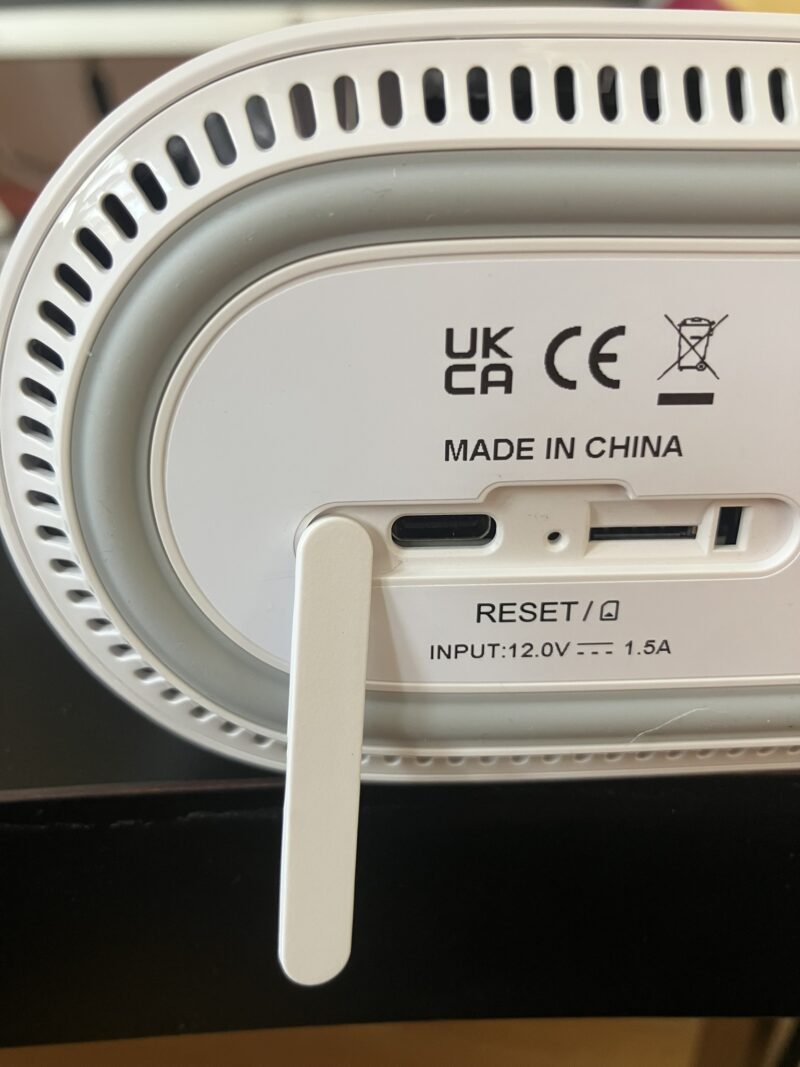 UK
CA CE
MADE IN CHINA
RESET/
INPUT:12.0V 1.5A